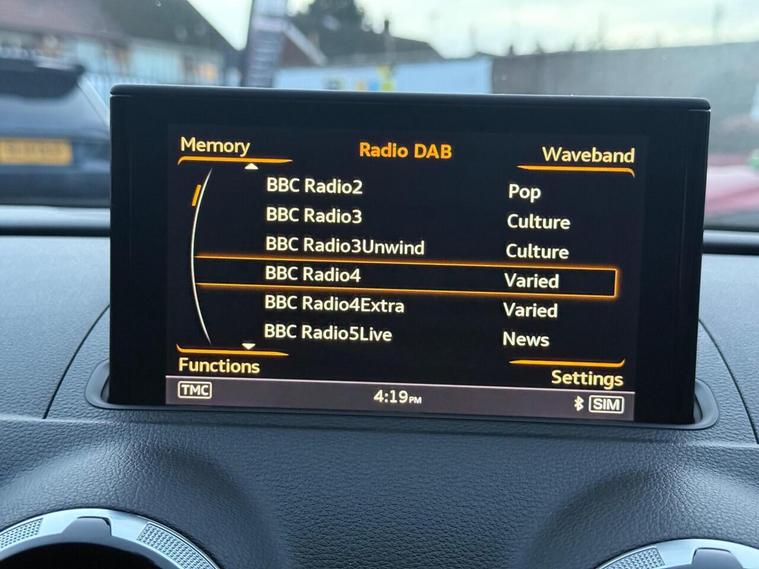 Memory Radio DAB Waveband
BBC Radio2 Pop
BBC Radio3 Culture
BBC Radio3Unwind Culture
BBC Radio4 Varied
BBC Radio4Extra Varied
BBC Radio5Live News
Functions Settings
TMC 4:19PM SIM